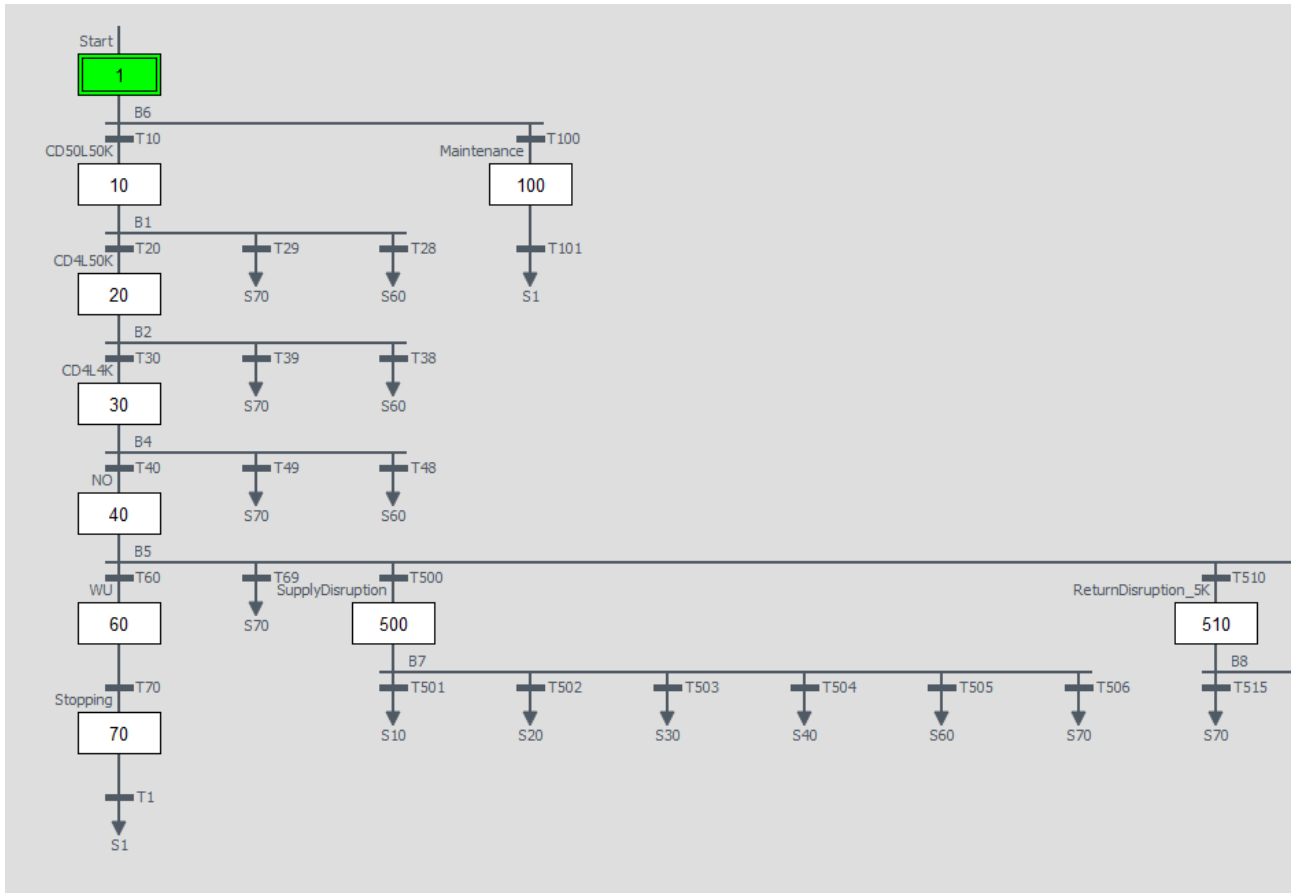 Start
1
B6
T10
T100
CD50L50K
Maintenance
10
100
B1
T20
T29
T28
T101
CD4L50K
20
S70
S60
S1
B2
T30
T39
T38
CD4L4K
30
S70
S60
B4
T40
T49
T48
NO
40
S70
S60
B5
T60
T69
T500
T510
WU
SupplyDisruption
ReturnDisruption_5K
60
S70
500
510
B7
B8
T70
T501
T502
T503
T504
T505
T506
T515
Stopping
70
S10
S20
S30
S40
S60
S70
S70
T1
S1